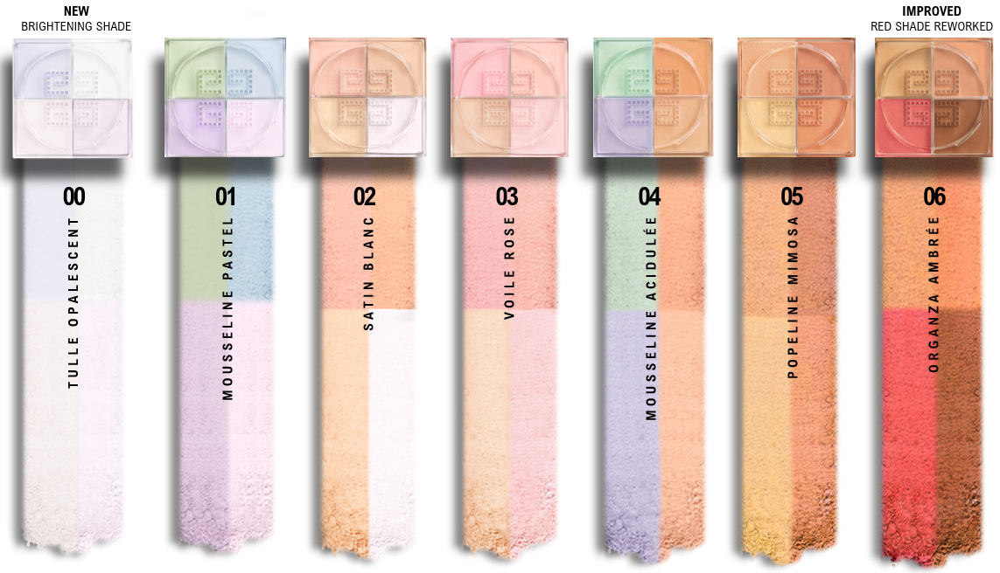 NEW
BRIGHTENING SHADE
IMPROVED
RED SHADE REWORKED
00
TULLE OPALESCENT
01
MOUSSELINE PASTEL
02
SATIN BLANC
03
VOILE ROSE
04
MOUSSELINE ACIDULÉE
05
POPELINE MIMOSA
06
ORGANZA AMBRÉE